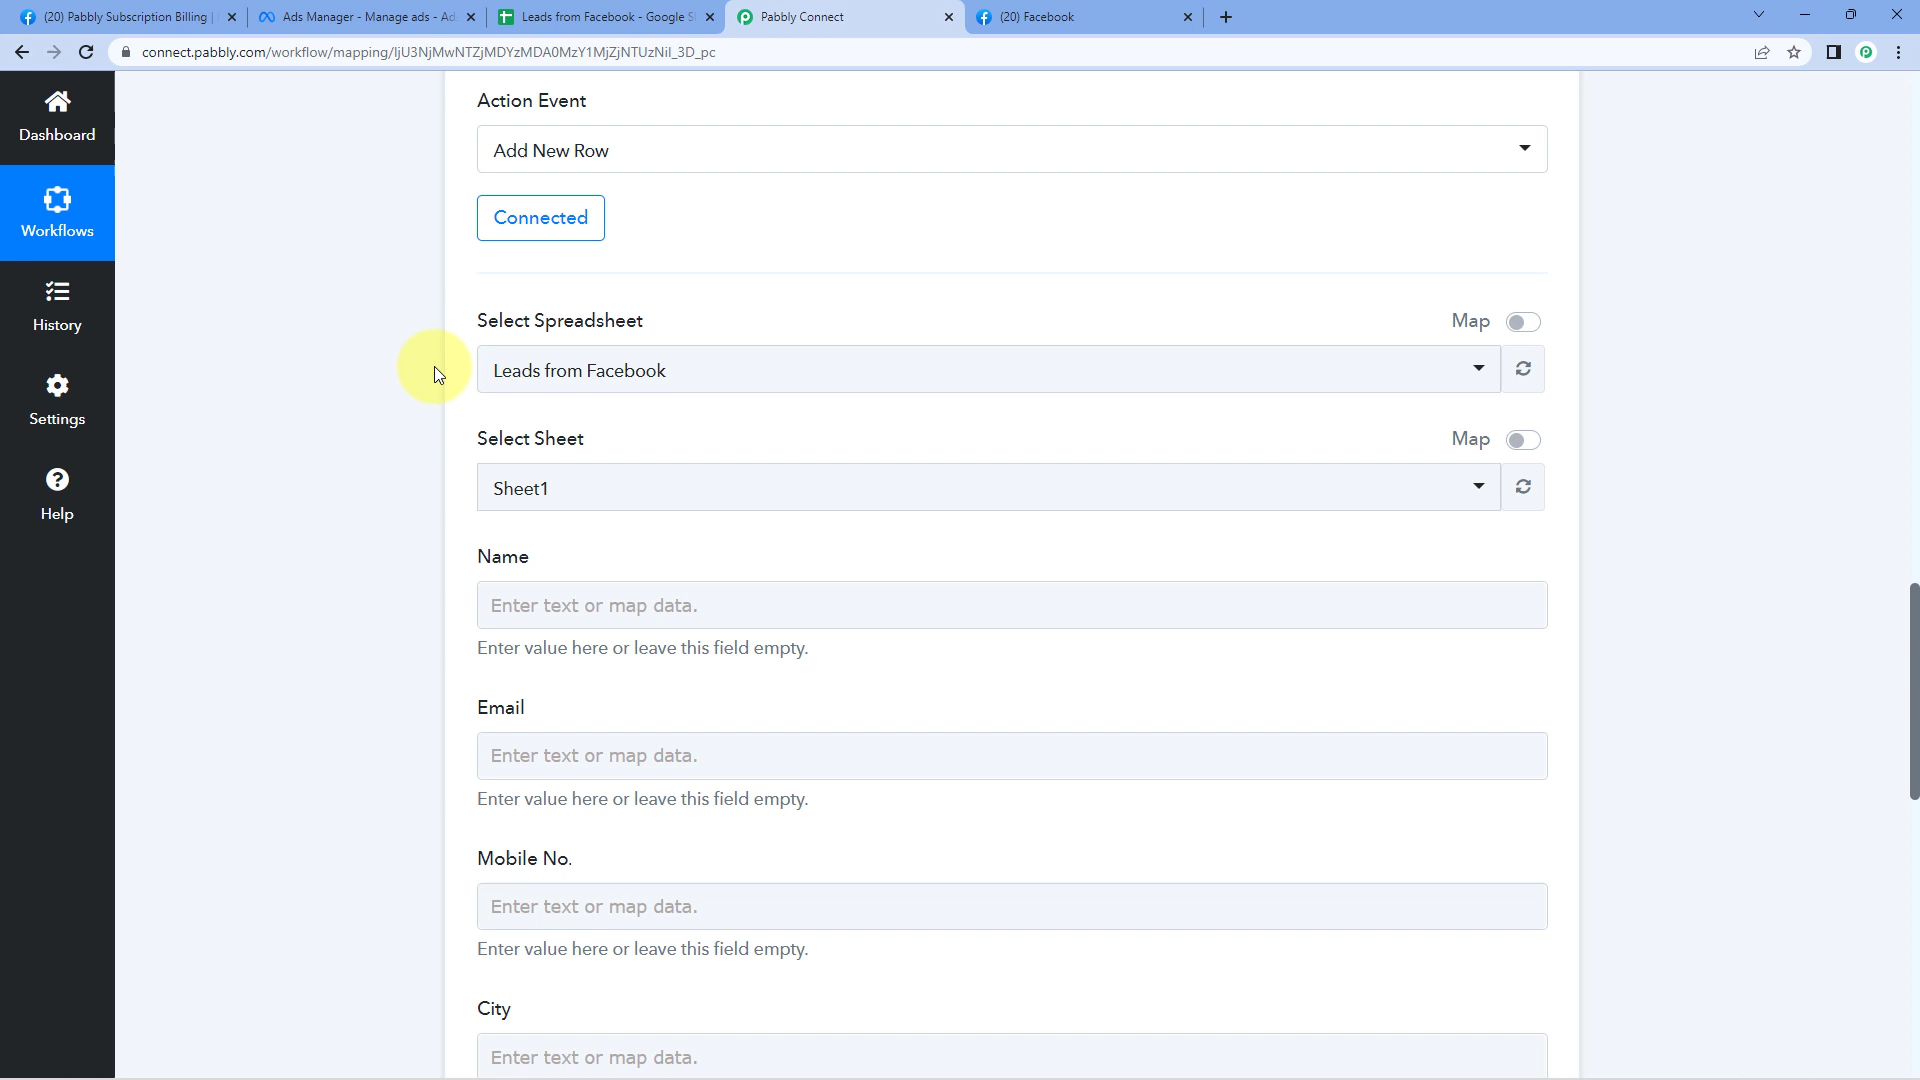 (20) Pabbly Subscription Billing |
Ads Manager - Manage ads - Ad
Leads from Facebook - Google S
Pabbly Connect
(20) Facebook
connect.pabbly.com/workflow/mapping/IjU3NjMwNTZjMDYzMDA0MzY1MjZjNTUzNiI_3D_pc
Dashboard
Workflows
History
Settings
Help
Action Event
Add New Row
Connected
Select Spreadsheet
Map
Leads from Facebook
Select Sheet
Map
Sheet1
Name
Enter text or map data.
Enter value here or leave this field empty.
Email
Enter text or map data.
Enter value here or leave this field empty.
Mobile No.
Enter text or map data.
Enter value here or leave this field empty.
City
Enter text or map data.